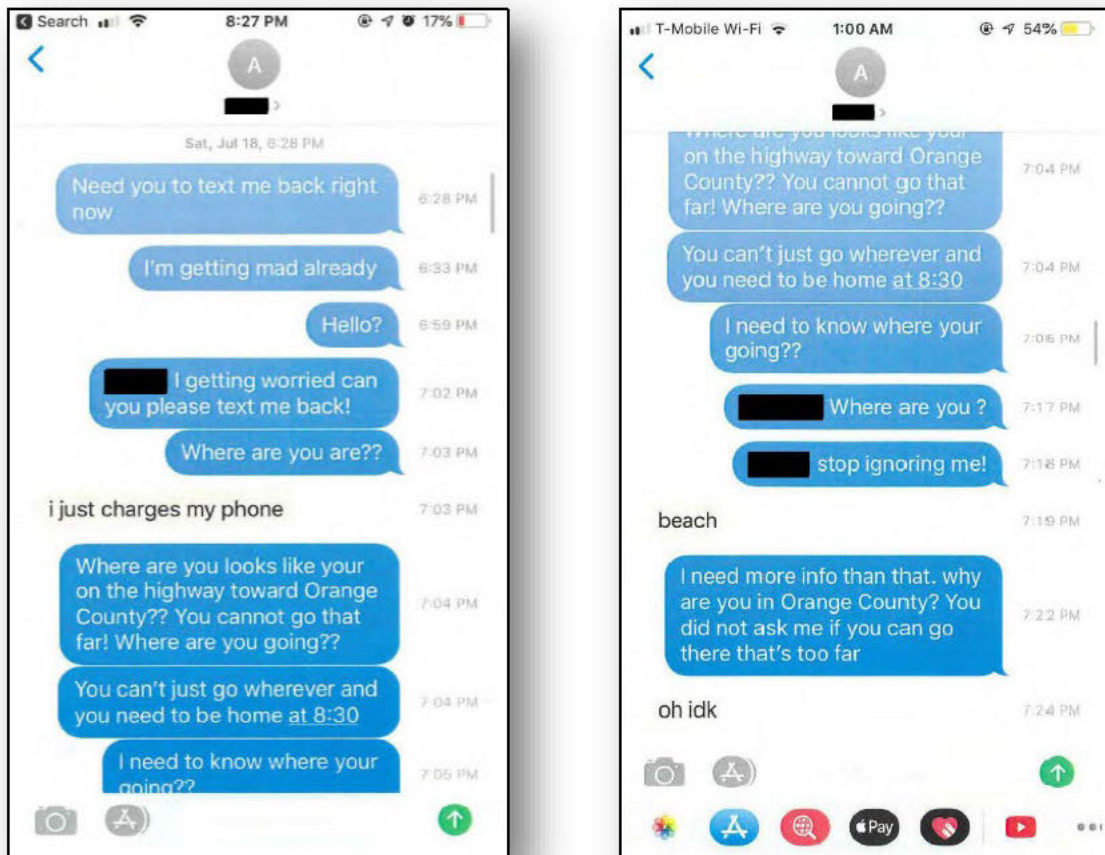 Search
8:27 PM
17%
A
Sat, Jul 18, 6:28 PM
Need you to text me back right
now
6:28 PM
I'm getting mad already
6:33 PM
Hello?
6:59 PM
I getting worried can
you please text me back!
7:02 PM
Where are you are??
7:03 PM
i just charges my phone
7:03 PM
Where are you looks like your
on the highway toward Orange
County?? You cannot go that
far! Where are you going??
7:04 PM
You can't just go wherever and
you need to be home at 8:30
7:04 PM
I need to know where your
going??
7:05 PM
T-Mobile Wi-Fi
1:00 AM
54%
A
Where are you looks like your
on the highway toward Orange
County?? You cannot go that
far! Where are you going??
7:04 PM
You can't just go wherever and
you need to be home at 8:30
7:04 PM
I need to know where your
going??
7:05 PM
Where are you ?
7:17 PM
stop ignoring me!
7:18 PM
beach
7:19 PM
I need more info than that. why
are you in Orange County? You
did not ask me if you can go
there that's too far
7:22 PM
oh idk
7:24 PM
Pay